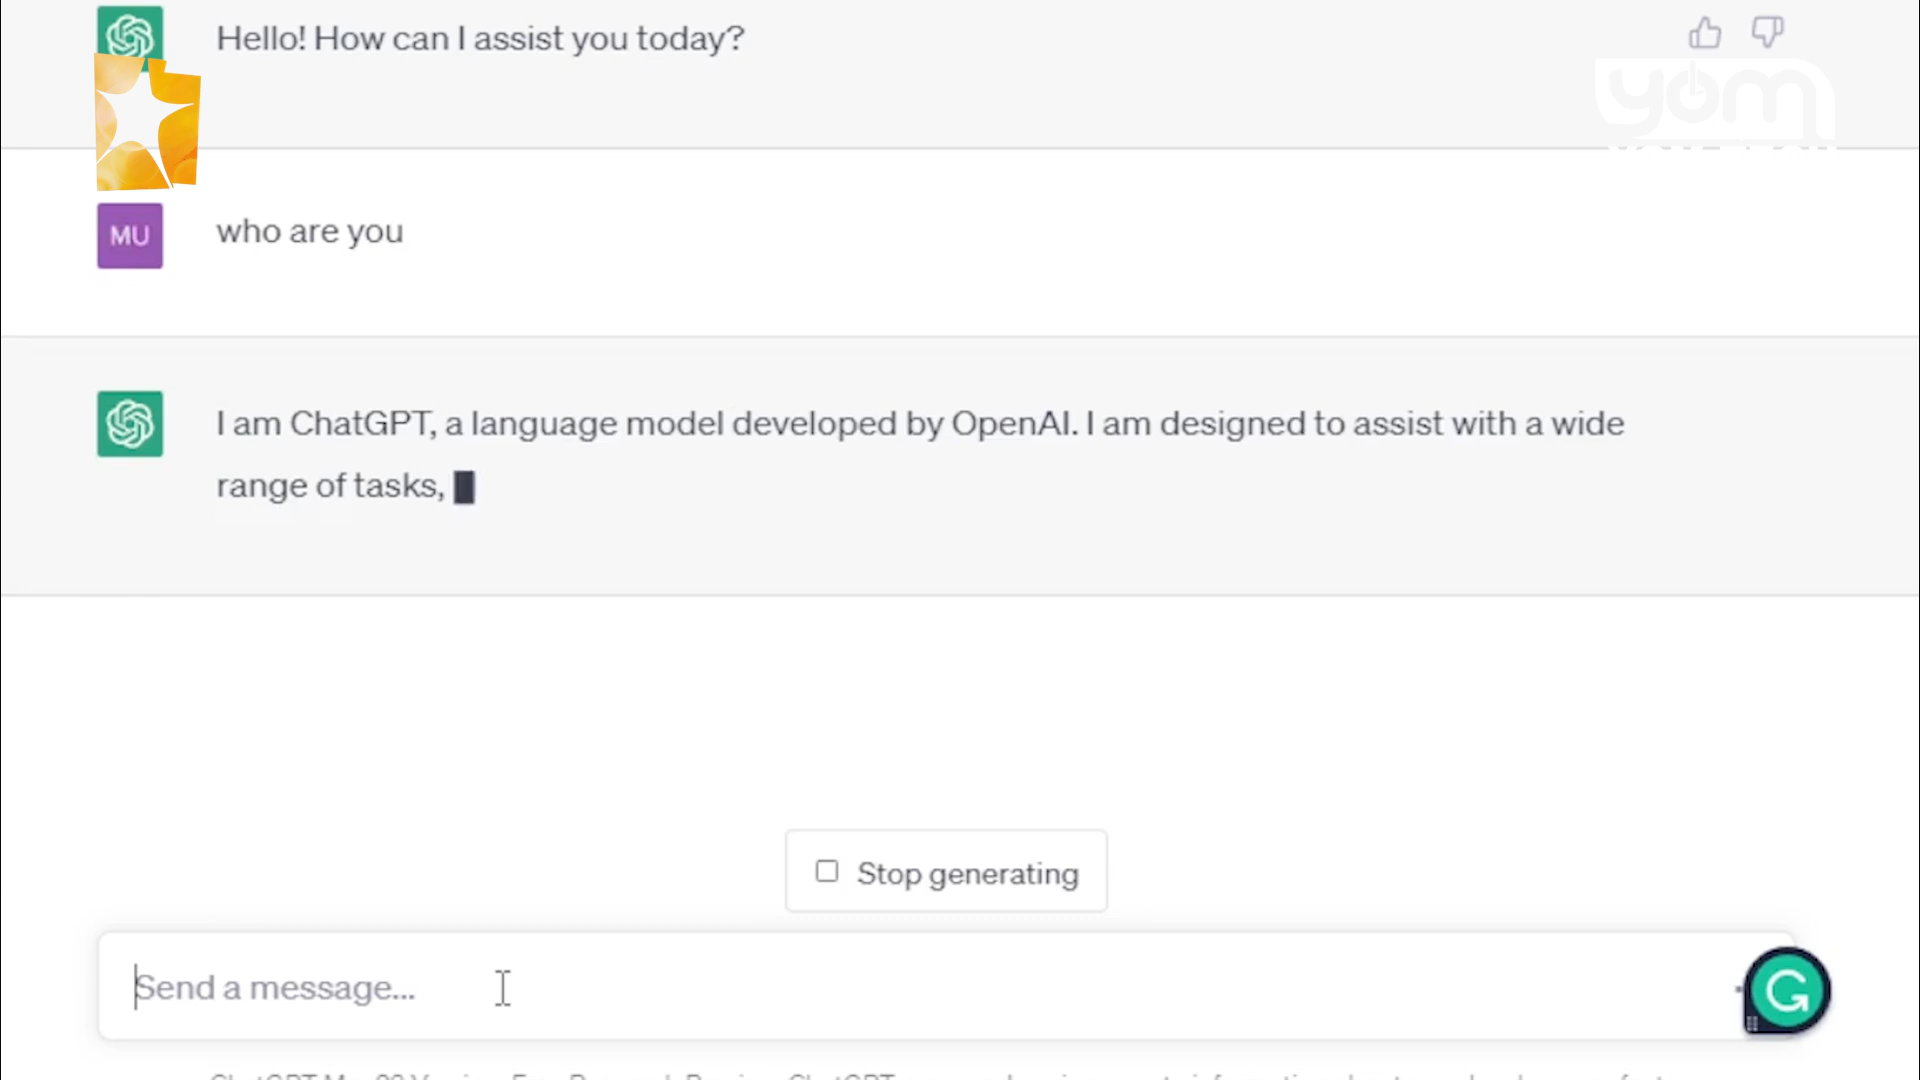 Hello! How can I assist you today?
yom
MU
who are you
I am ChatGPT, a language model developed by OpenAI. I am designed to assist with a wide
range of tasks,
Stop generating
Send a message...